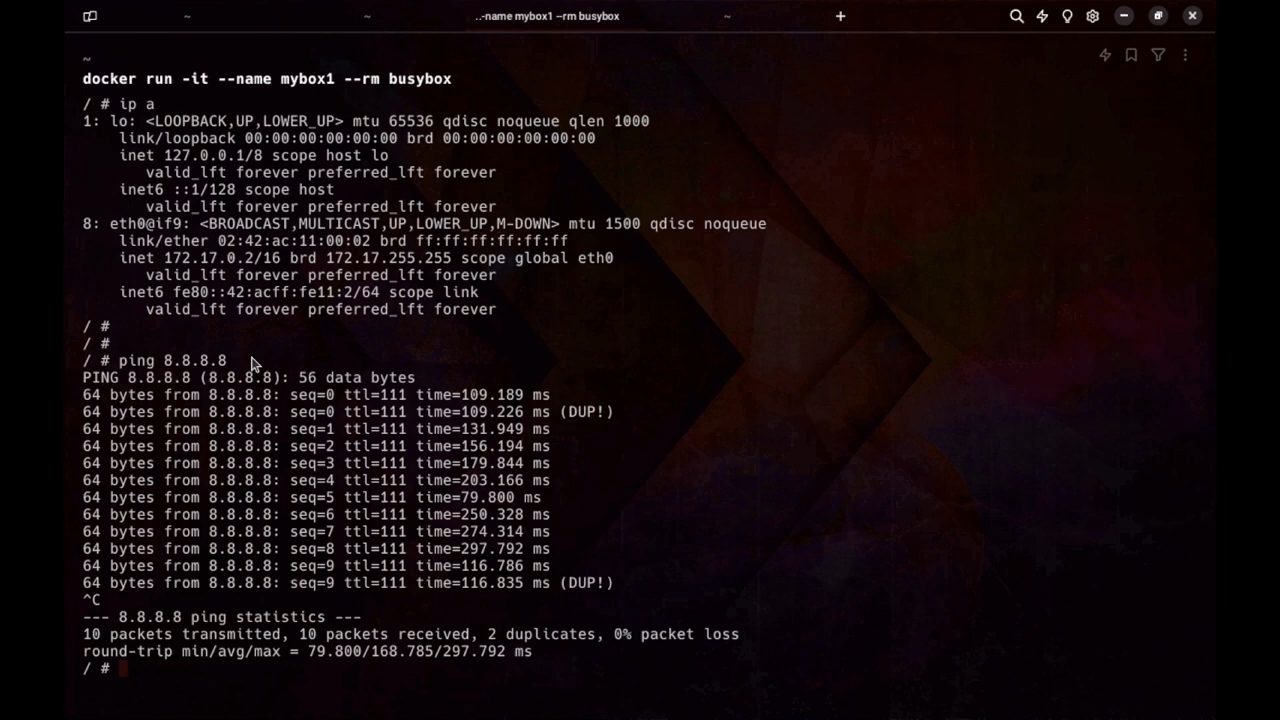 ~ ~ ..-name mybox1 --rm busybox ~ +
~
docker run -it --name mybox1 --rm busybox
/ # ip a
1: lo: <LOOPBACK,UP,LOWER_UP> mtu 65536 qdisc noqueue qlen 1000
    link/loopback 00:00:00:00:00:00 brd 00:00:00:00:00:00
    inet 127.0.0.1/8 scope host lo
       valid_lft forever preferred_lft forever
    inet6 ::1/128 scope host
       valid_lft forever preferred_lft forever
8: eth0@if9: <BROADCAST,MULTICAST,UP,LOWER_UP,M-DOWN> mtu 1500 qdisc noqueue
    link/ether 02:42:ac:11:00:02 brd ff:ff:ff:ff:ff:ff
    inet 172.17.0.2/16 brd 172.17.255.255 scope global eth0
       valid_lft forever preferred_lft forever
    inet6 fe80::42:acff:fe11:2/64 scope link
       valid_lft forever preferred_lft forever
/ #
/ #
/ # ping 8.8.8.8
PING 8.8.8.8 (8.8.8.8): 56 data bytes
64 bytes from 8.8.8.8: seq=0 ttl=111 time=109.189 ms
64 bytes from 8.8.8.8: seq=0 ttl=111 time=109.226 ms (DUP!)
64 bytes from 8.8.8.8: seq=1 ttl=111 time=131.949 ms
64 bytes from 8.8.8.8: seq=2 ttl=111 time=156.194 ms
64 bytes from 8.8.8.8: seq=3 ttl=111 time=179.844 ms
64 bytes from 8.8.8.8: seq=4 ttl=111 time=203.166 ms
64 bytes from 8.8.8.8: seq=5 ttl=111 time=79.800 ms
64 bytes from 8.8.8.8: seq=6 ttl=111 time=250.328 ms
64 bytes from 8.8.8.8: seq=7 ttl=111 time=274.314 ms
64 bytes from 8.8.8.8: seq=8 ttl=111 time=297.792 ms
64 bytes from 8.8.8.8: seq=9 ttl=111 time=116.786 ms
64 bytes from 8.8.8.8: seq=9 ttl=111 time=116.835 ms (DUP!)
^C
--- 8.8.8.8 ping statistics ---
10 packets transmitted, 10 packets received, 2 duplicates, 0% packet loss
round-trip min/avg/max = 79.800/168.785/297.792 ms
/ #